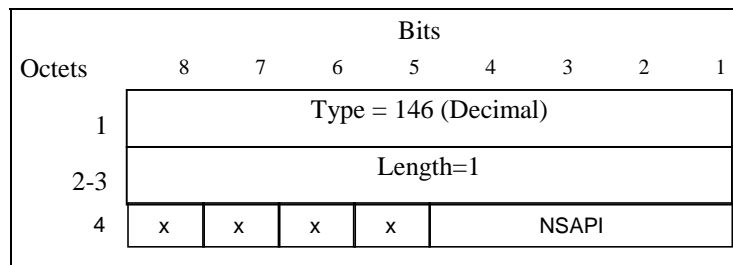 Bits
Octets 8 7 6 5 4 3 2 1
1 Type = 146 (Decimal)
2-3 Length=1
4 x x x x NSAPI